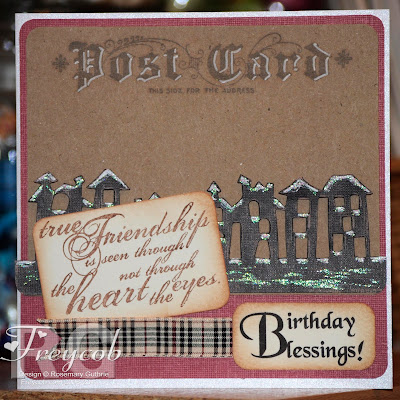 Post Card
THIS SIDE, FOR THE ADDRESS
true Friendship
is seen through
not through
the heart the eyes.
Birthday
Blessings!
Freycob
Design © Rosemary Guthrie